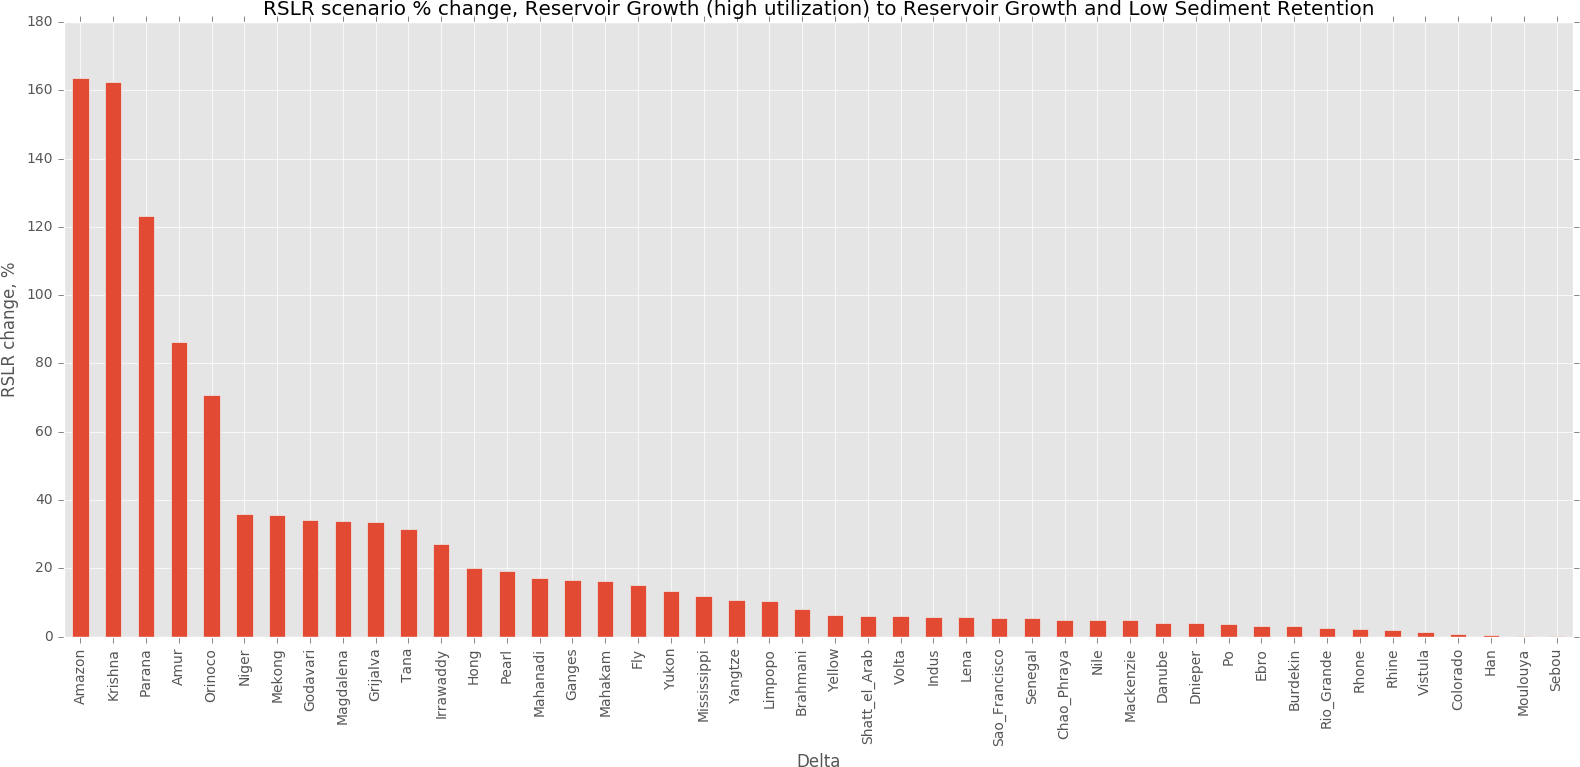 RSLR scenario % change, Reservoir Growth (high utilization) to Reservoir Growth and Low Sediment Retention
RSLR change, %
180
160
140
120
100
80
60
40
20
0
Amazon
Krishna
Parana
Amur
Orinoco
Niger
Mekong
Godavari
Magdalena
Grijalva
Tana
Irrawaddy
Hong
Pearl
Mahanadi
Ganges
Mahakam
Fly
Yukon
Mississippi
Yangtze
Limpopo
Brahmani
Yellow
Shatt_el_Arab
Volta
Indus
Lena
Sao_Francisco
Senegal
Chao_Phraya
Nile
Mackenzie
Danube
Dnieper
Po
Ebro
Burdekin
Rio_Grande
Rhone
Rhine
Vistula
Colorado
Han
Moulouya
Sebou
Delta